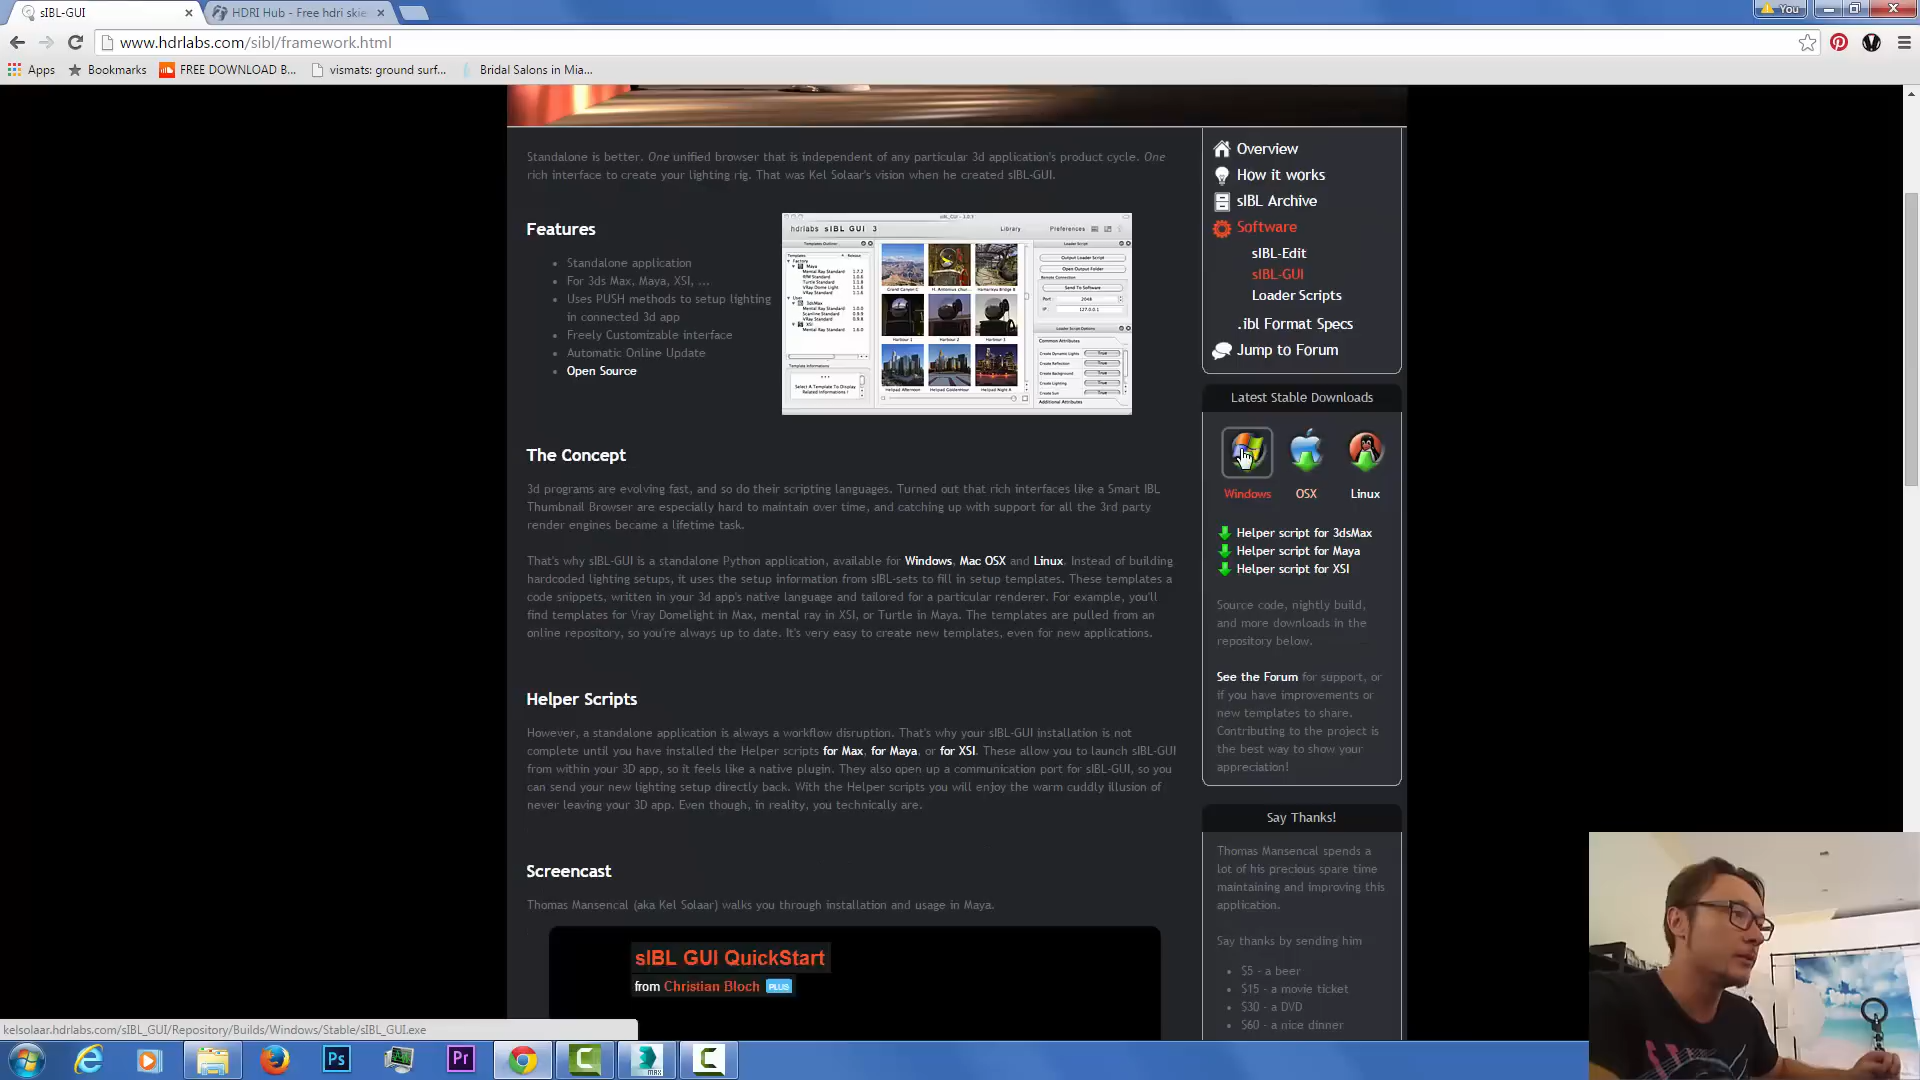 sIBL-GUI
HDRI Hub - Free hdri skie
You
www.hdrlabs.com/sibl/framework.html
Apps
Bookmarks
FREE DOWNLOAD B...
vismats: ground surf...
Bridal Salons in Mia...
Standalone is better. One unified browser that is independent of any particular 3d application's product cycle. One
rich interface to create your lighting rig. That was Kel Solaar's vision when he created sIBL-GUI.
Features
Standalone application
For 3ds Max, Maya, XSI, ...
Uses PUSH methods to setup lighting
in connected 3d app
Freely Customizable interface
Automatic Online Update
Open Source
hdrlabs sIBL GUI 3
Library
Preferences
The Concept
3d programs are evolving fast, and so do their scripting languages. Turned out that rich interfaces like a Smart IBL
Thumbnail Browser are especially hard to maintain over time, and catching up with support for all the 3rd party
render engines became a lifetime task.
That's why sIBL-GUI is a standalone Python application, available for Windows, Mac OSX and Linux. Instead of building
hardcoded lighting setups, it uses the setup information from sIBL-sets to fill in setup templates. These templates a
code snippets, written in your 3d app's native language and tailored for a particular renderer. For example, you'll
find templates for Vray Domelight in Max, mental ray in XSI, or Turtle in Maya. The templates are pulled from an
online repository, so you're always up to date. It's very easy to create new templates, even for new applications.
Helper Scripts
However, a standalone application is always a workflow disruption. That's why your sIBL-GUI installation is not
complete until you have installed the Helper scripts for Max, for Maya, or for XSI. These allow you to launch sIBL-GUI
from within your 3D app, so it feels like a native plugin. They also open up a communication port for sIBL-GUI, so you
can send your new lighting setup directly back. With the Helper scripts you will enjoy the warm cuddly illusion of
never leaving your 3D app. Even though, in reality, you technically are.
Screencast
Thomas Mansencal (aka Kel Solaar) walks you through installation and usage in Maya.
sIBL GUI QuickStart
from Christian Bloch PLUS
Overview
How it works
sIBL Archive
Software
sIBL-Edit
sIBL-GUI
Loader Scripts
.ibl Format Specs
Jump to Forum
Latest Stable Downloads
Windows
OSX
Linux
Helper script for 3dsMax
Helper script for Maya
Helper script for XSI
Source code, nightly build,
and more downloads in the
repository below.
See the Forum for support, or
if you have improvements or
new templates to share.
Contributing to the project is
the best way to show your
appreciation!
Say Thanks!
Thomas Mansencal spends a
lot of his precious spare time
maintaining and improving this
application.
Say thanks by sending him
$5 - a beer
$15 - a movie ticket
$30 - a DVD
$60 - a nice dinner
kelsolaar.hdrlabs.com/sIBL_GUI/Repository/Builds/Windows/Stable/sIBL_GUI.exe
Ps
Pr
MAX